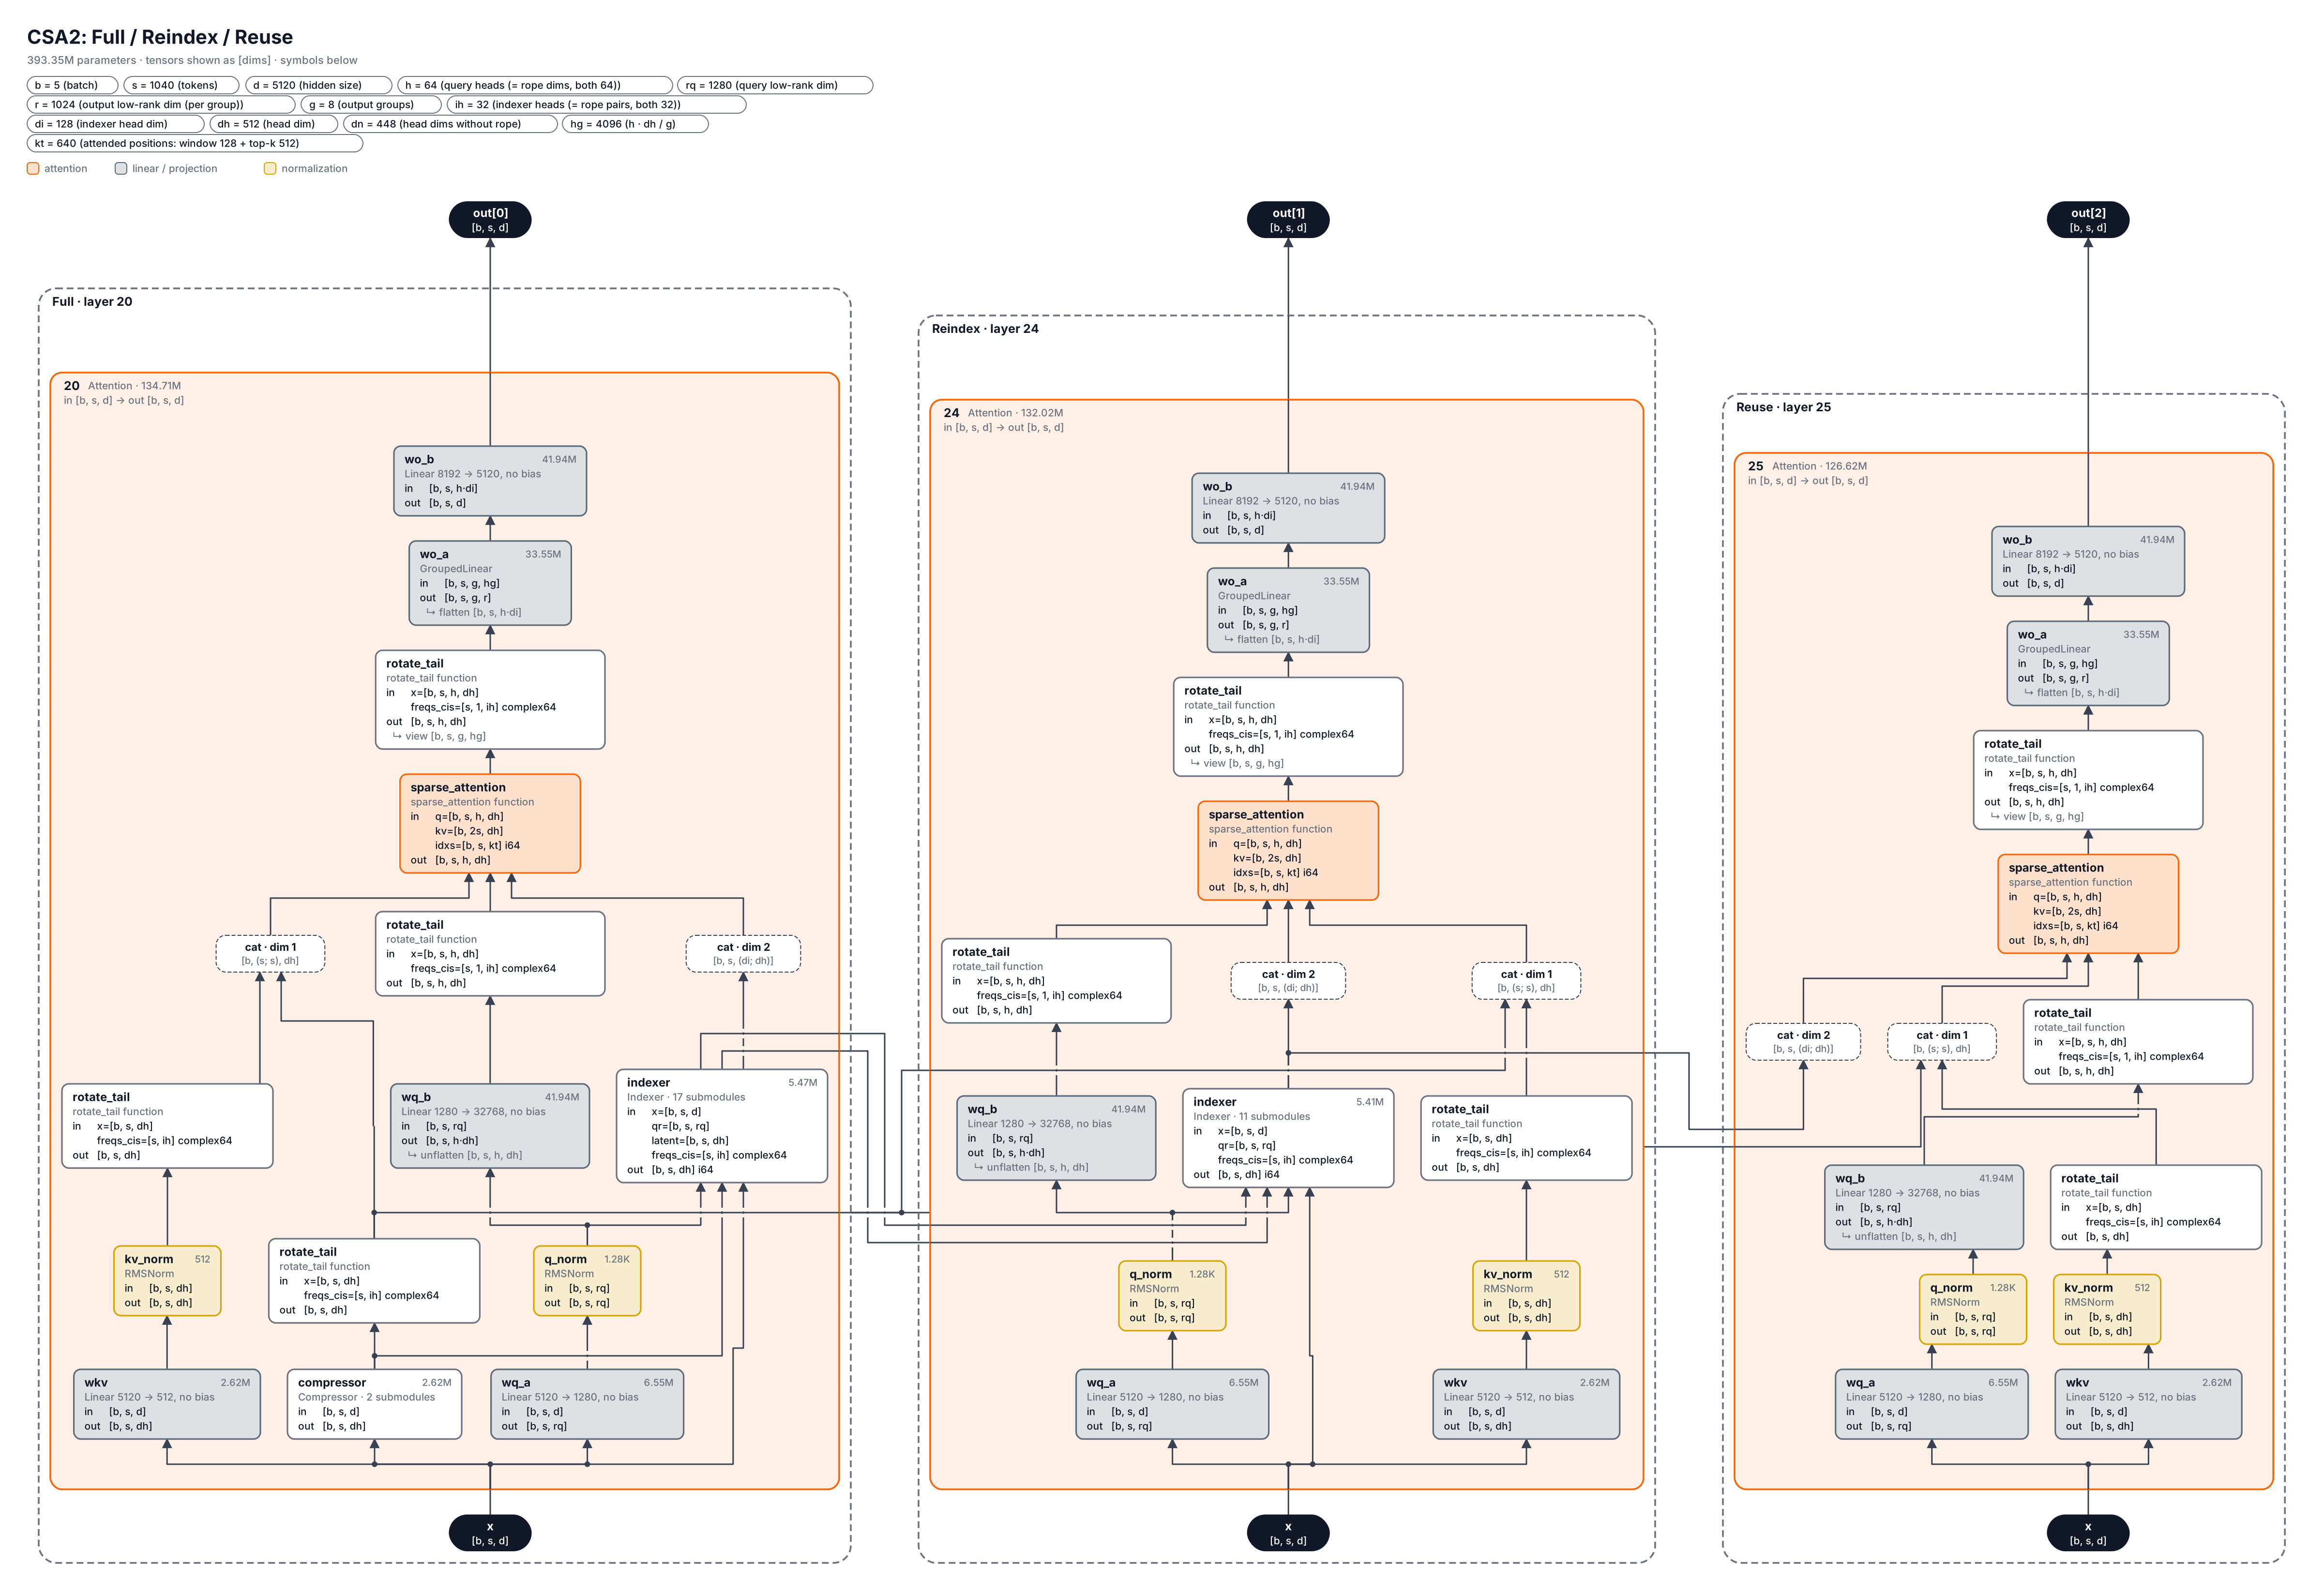 CSA2: Full / Reindex / Reuse
393.35M parameters · tensors shown as [dims] · symbols below
b = 5 (batch)
s = 1040 (tokens)
d = 5120 (hidden size)
h = 64 (query heads (= rope dims, both 64))
rq = 1280 (query low-rank dim)
r = 1024 (output low-rank dim (per group))
g = 8 (output groups)
ih = 32 (indexer heads (= rope pairs, both 32))
di = 128 (indexer head dim)
dh = 512 (head dim)
dn = 448 (head dims without rope)
hg = 4096 (h · dh / g)
kt = 640 (attended positions: window 128 + top-k 512)
attention
linear / projection
normalization
out[0]
[b, s, d]
Full · layer 20
20 Attention · 134.71M
in [b, s, d] → out [b, s, d]
wo_b 41.94M
Linear 8192 → 5120, no bias
in [b, s, h·di]
out [b, s, d]
wo_a 33.55M
GroupedLinear
in [b, s, g, hg]
out [b, s, g, r]
↳ flatten [b, s, h·di]
rotate_tail
rotate_tail function
in x=[b, s, h, dh]
freqs_cis=[s, 1, ih] complex64
out [b, s, h, dh]
↳ view [b, s, g, hg]
sparse_attention
sparse_attention function
in q=[b, s, h, dh]
kv=[b, 2s, dh]
idxs=[b, s, kt] i64
out [b, s, h, dh]
cat · dim 1
[b, (s; s), dh]
rotate_tail
rotate_tail function
in x=[b, s, h, dh]
freqs_cis=[s, 1, ih] complex64
out [b, s, h, dh]
cat · dim 2
[b, s, (di; dh)]
rotate_tail
rotate_tail function
in x=[b, s, dh]
freqs_cis=[s, ih] complex64
out [b, s, dh]
wq_b 41.94M
Linear 1280 → 32768, no bias
in [b, s, rq]
out [b, s, h·dh]
↳ unflatten [b, s, h, dh]
indexer 5.47M
Indexer · 17 submodules
in x=[b, s, d]
qr=[b, s, rq]
latent=[b, s, dh]
freqs_cis=[s, ih] complex64
out [b, s, dh] i64
kv_norm 512
RMSNorm
in [b, s, dh]
out [b, s, dh]
rotate_tail
rotate_tail function
in x=[b, s, dh]
freqs_cis=[s, ih] complex64
out [b, s, dh]
q_norm 1.28K
RMSNorm
in [b, s, rq]
out [b, s, rq]
wkv 2.62M
Linear 5120 → 512, no bias
in [b, s, d]
out [b, s, dh]
compressor 2.62M
Compressor · 2 submodules
in [b, s, d]
out [b, s, dh]
wq_a 6.55M
Linear 5120 → 1280, no bias
in [b, s, d]
out [b, s, rq]
x
[b, s, d]
out[1]
[b, s, d]
Reindex · layer 24
24 Attention · 132.02M
in [b, s, d] → out [b, s, d]
wo_b 41.94M
Linear 8192 → 5120, no bias
in [b, s, h·di]
out [b, s, d]
wo_a 33.55M
GroupedLinear
in [b, s, g, hg]
out [b, s, g, r]
↳ flatten [b, s, h·di]
rotate_tail
rotate_tail function
in x=[b, s, h, dh]
freqs_cis=[s, 1, ih] complex64
out [b, s, h, dh]
↳ view [b, s, g, hg]
sparse_attention
sparse_attention function
in q=[b, s, h, dh]
kv=[b, 2s, dh]
idxs=[b, s, kt] i64
out [b, s, h, dh]
rotate_tail
rotate_tail function
in x=[b, s, h, dh]
freqs_cis=[s, 1, ih] complex64
out [b, s, h, dh]
cat · dim 2
[b, s, (di; dh)]
cat · dim 1
[b, (s; s), dh]
wq_b 41.94M
Linear 1280 → 32768, no bias
in [b, s, rq]
out [b, s, h·dh]
↳ unflatten [b, s, h, dh]
indexer 5.41M
Indexer · 11 submodules
in x=[b, s, d]
qr=[b, s, rq]
freqs_cis=[s, ih] complex64
out [b, s, dh] i64
rotate_tail
rotate_tail function
in x=[b, s, dh]
freqs_cis=[s, ih] complex64
out [b, s, dh]
q_norm 1.28K
RMSNorm
in [b, s, rq]
out [b, s, rq]
kv_norm 512
RMSNorm
in [b, s, dh]
out [b, s, dh]
wq_a 6.55M
Linear 5120 → 1280, no bias
in [b, s, d]
out [b, s, rq]
wkv 2.62M
Linear 5120 → 512, no bias
in [b, s, d]
out [b, s, dh]
x
[b, s, d]
out[2]
[b, s, d]
Reuse · layer 25
25 Attention · 126.62M
in [b, s, d] → out [b, s, d]
wo_b 41.94M
Linear 8192 → 5120, no bias
in [b, s, h·di]
out [b, s, d]
wo_a 33.55M
GroupedLinear
in [b, s, g, hg]
out [b, s, g, r]
↳ flatten [b, s, h·di]
rotate_tail
rotate_tail function
in x=[b, s, h, dh]
freqs_cis=[s, 1, ih] complex64
out [b, s, h, dh]
↳ view [b, s, g, hg]
sparse_attention
sparse_attention function
in q=[b, s, h, dh]
kv=[b, 2s, dh]
idxs=[b, s, kt] i64
out [b, s, h, dh]
cat · dim 2
[b, s, (di; dh)]
cat · dim 1
[b, (s; s), dh]
rotate_tail
rotate_tail function
in x=[b, s, h, dh]
freqs_cis=[s, 1, ih] complex64
out [b, s, h, dh]
wq_b 41.94M
Linear 1280 → 32768, no bias
in [b, s, rq]
out [b, s, h·dh]
↳ unflatten [b, s, h, dh]
rotate_tail
rotate_tail function
in x=[b, s, dh]
freqs_cis=[s, ih] complex64
out [b, s, dh]
q_norm 1.28K
RMSNorm
in [b, s, rq]
out [b, s, rq]
kv_norm 512
RMSNorm
in [b, s, dh]
out [b, s, dh]
wq_a 6.55M
Linear 5120 → 1280, no bias
in [b, s, d]
out [b, s, rq]
wkv 2.62M
Linear 5120 → 512, no bias
in [b, s, d]
out [b, s, dh]
x
[b, s, d]